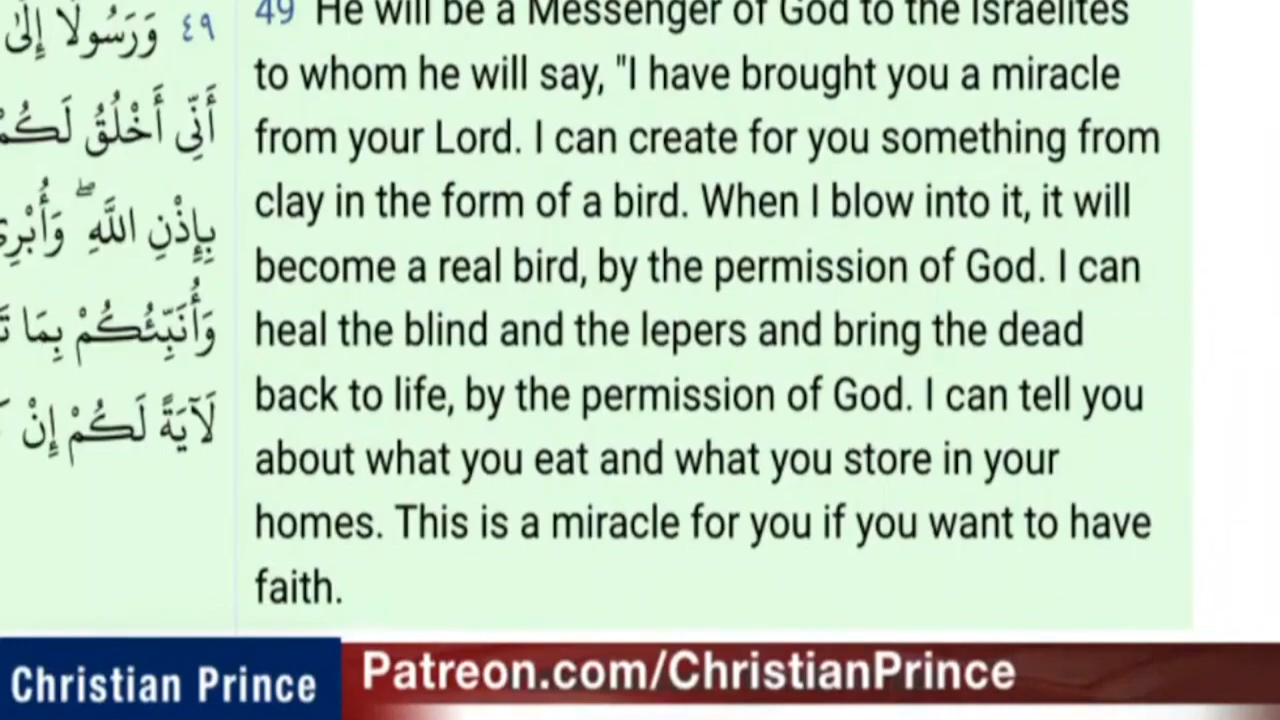 ٤٩ وَرَسُولًا إِلَىٰ
أَنِّي أَخْلُقُ لَكُمْ
بِإِذْنِ اللَّهِ ۖ وَأُبْرِئُ
وَأُنَبِّئُكُمْ بِمَا
لَآيَةً لَكُمْ إِنْ
49 He will be a Messenger of God to the Israelites
to whom he will say, "I have brought you a miracle
from your Lord. I can create for you something from
clay in the form of a bird. When I blow into it, it will
become a real bird, by the permission of God. I can
heal the blind and the lepers and bring the dead
back to life, by the permission of God. I can tell you
about what you eat and what you store in your
homes. This is a miracle for you if you want to have
faith.
Christian Prince
Patreon.com/ChristianPrince